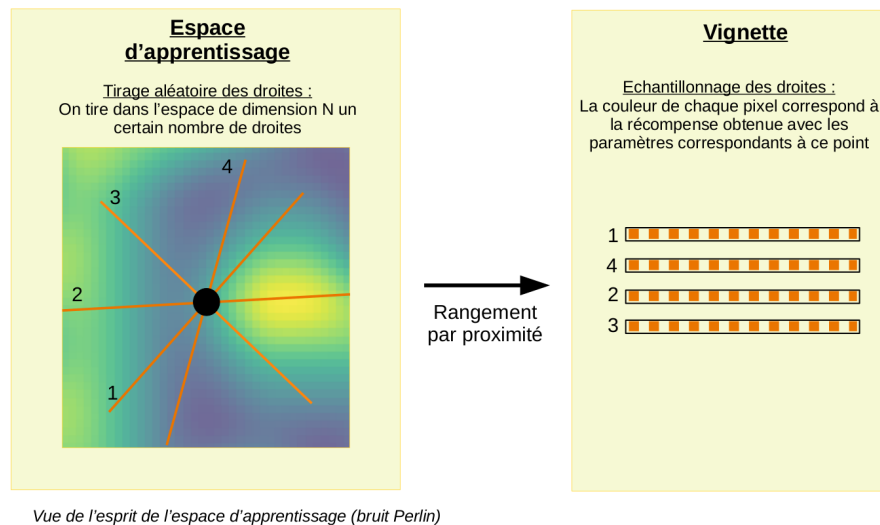 Espace
d'apprentissage
Tirage aléatoire des droites :
On tire dans l'espace de dimension N un
certain nombre de droites
4
3
2
1
Rangement
par proximité
Vignette
Echantillonnage des droites :
La couleur de chaque pixel correspond à
la récompense obtenue avec les
paramètres correspondants à ce point
1
4
2
3
Vue de l'esprit de l'espace d'apprentissage (bruit Perlin)